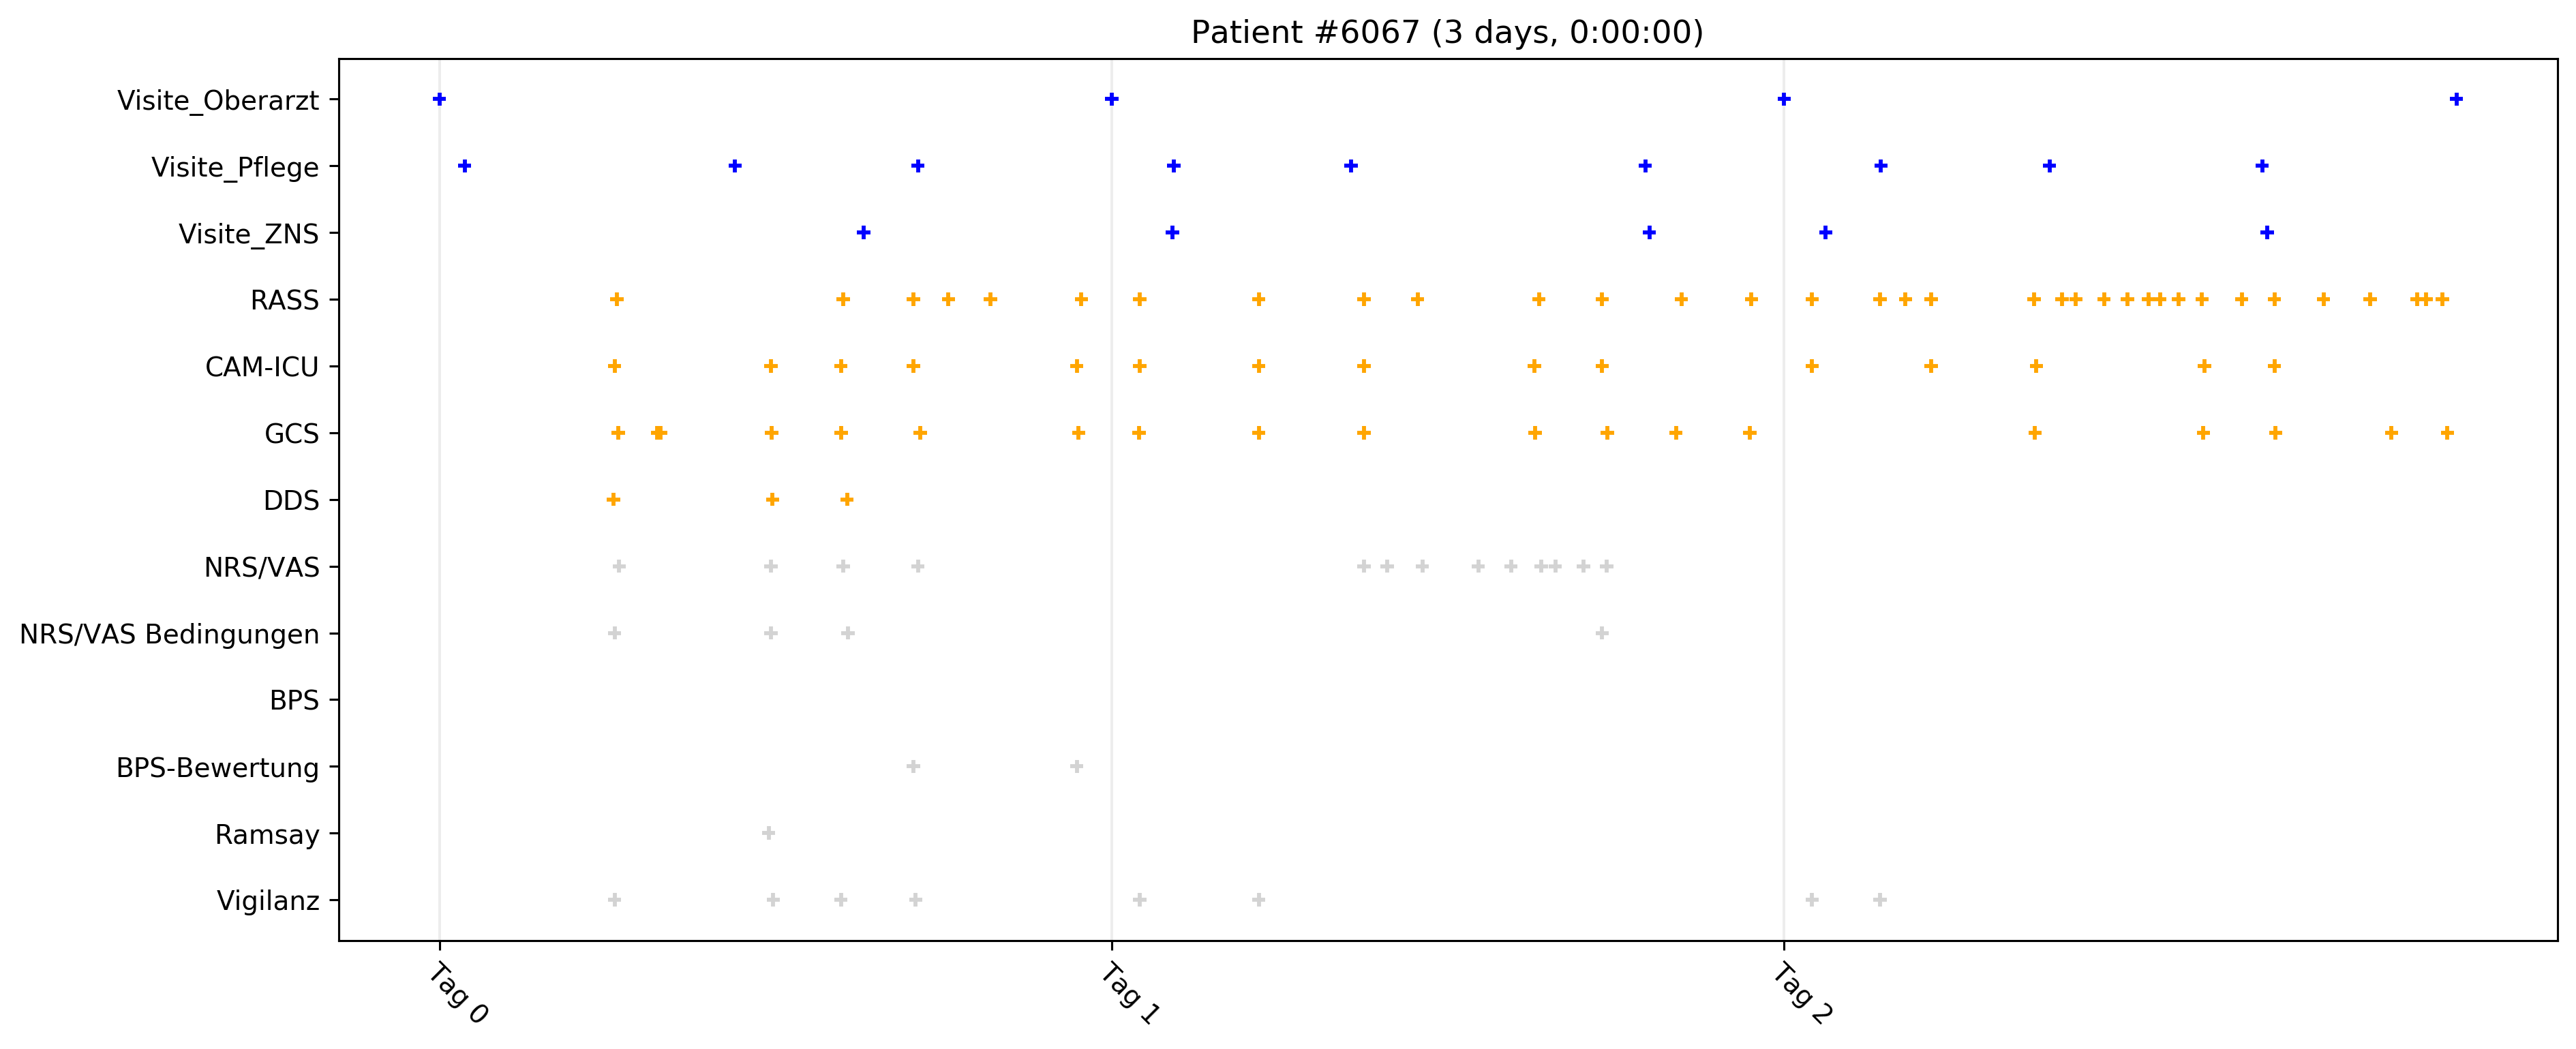 Patient #6067 (3 days, 0:00:00)
Visite_Oberarzt
Visite_Pflege
Visite_ZNS
RASS
CAM-ICU
GCS
DDS
NRS/VAS
NRS/VAS Bedingungen
BPS
BPS-Bewertung
Ramsay
Vigilanz
Tag 0
Tag 1
Tag 2